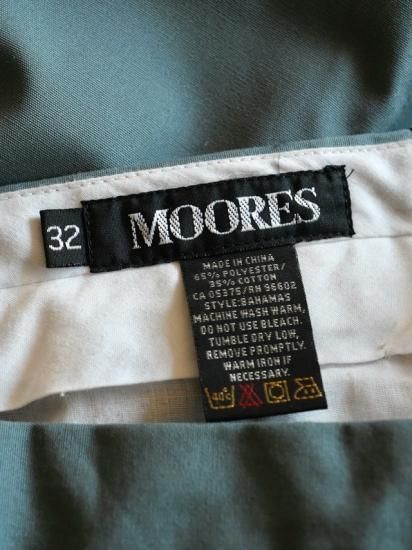 32
MOORES
MADE IN CHINA
65% POLYESTER/
35% COTTON
CA 05375/RN 96602
STYLE:BAHAMAS
MACHINE WASH WARM,
DO NOT USE BLEACH.
TUMBLE DRY LOW,
REMOVE PROMPTLY.
WARM IRON IF
NECESSARY.
40°C